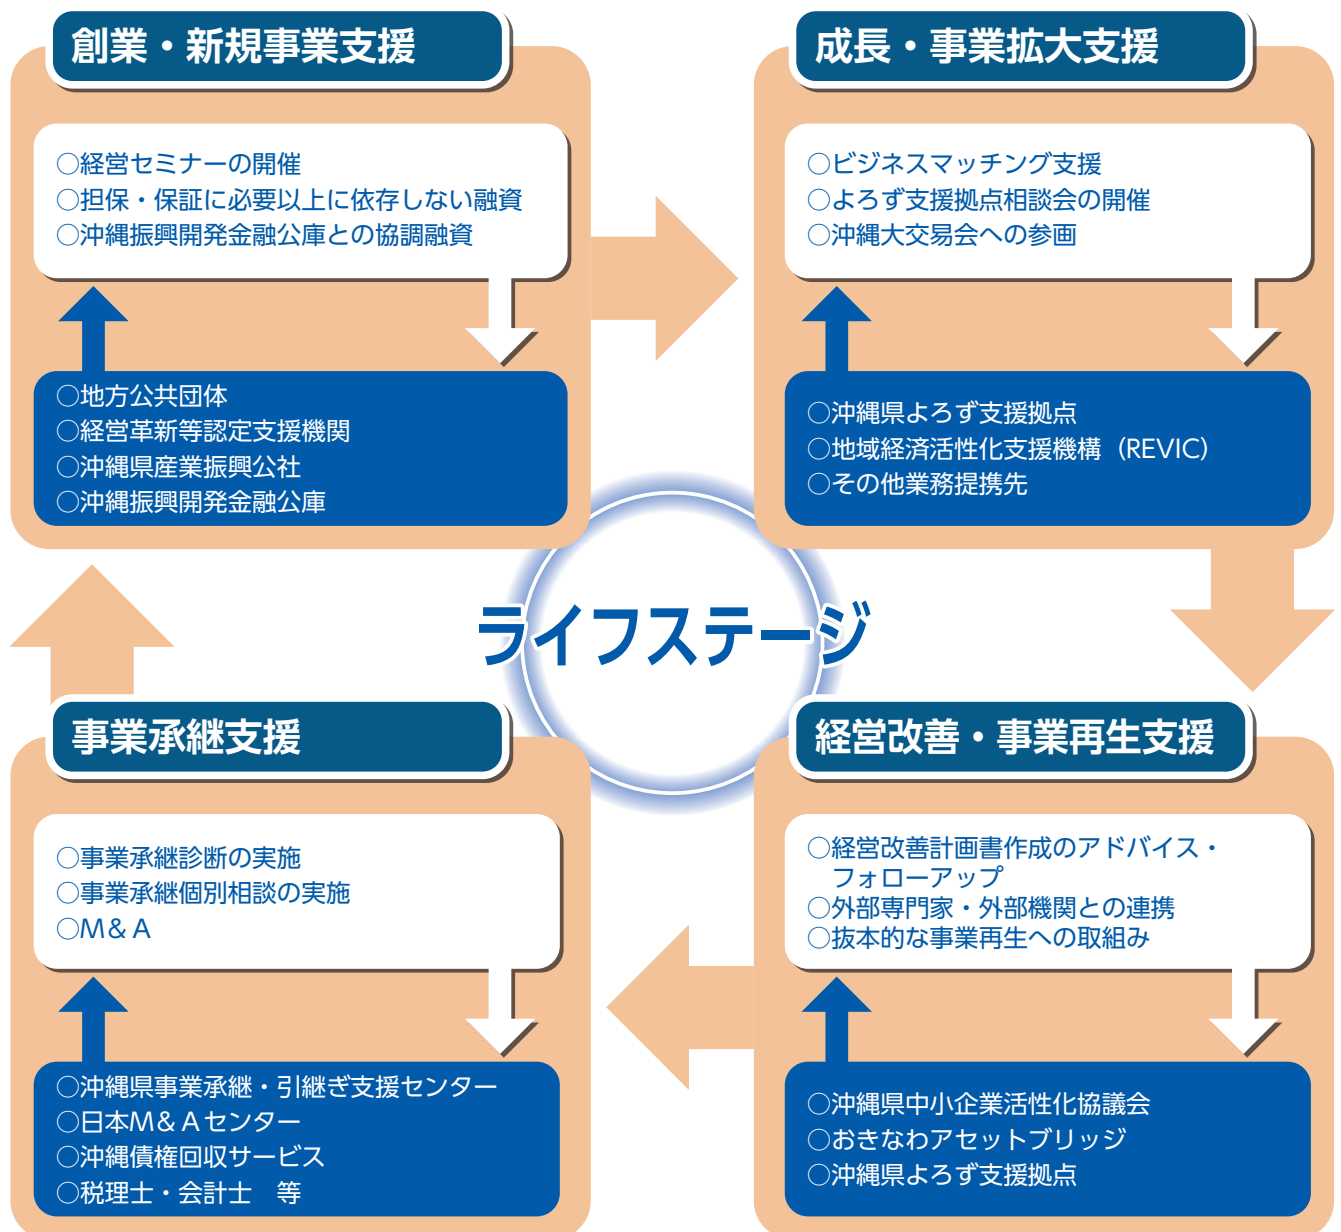 創業・新規事業支援
○経営セミナーの開催
○担保・保証に必要以上に依存しない融資
○沖縄振興開発金融公庫との協調融資
○地方公共団体
○経営革新等認定支援機関
○沖縄県産業振興公社
○沖縄振興開発金融公庫
成長・事業拡大支援
○ビジネスマッチング支援
○よろず支援拠点相談会の開催
○沖縄大交易会への参画
○沖縄県よろず支援拠点
○地域経済活性化支援機構（REVIC）
○その他業務提携先
ライフステージ
事業承継支援
○事業承継診断の実施
○事業承継個別相談の実施
○M＆A
○沖縄県事業承継・引継ぎ支援センター
○日本M＆Aセンター
○沖縄債権回収サービス
○税理士・会計士　等
経営改善・事業再生支援
○経営改善計画書作成のアドバイス・
フォローアップ
○外部専門家・外部機関との連携
○抜本的な事業再生への取組み
○沖縄県中小企業活性化協議会
○おきなわアセットブリッジ
○沖縄県よろず支援拠点